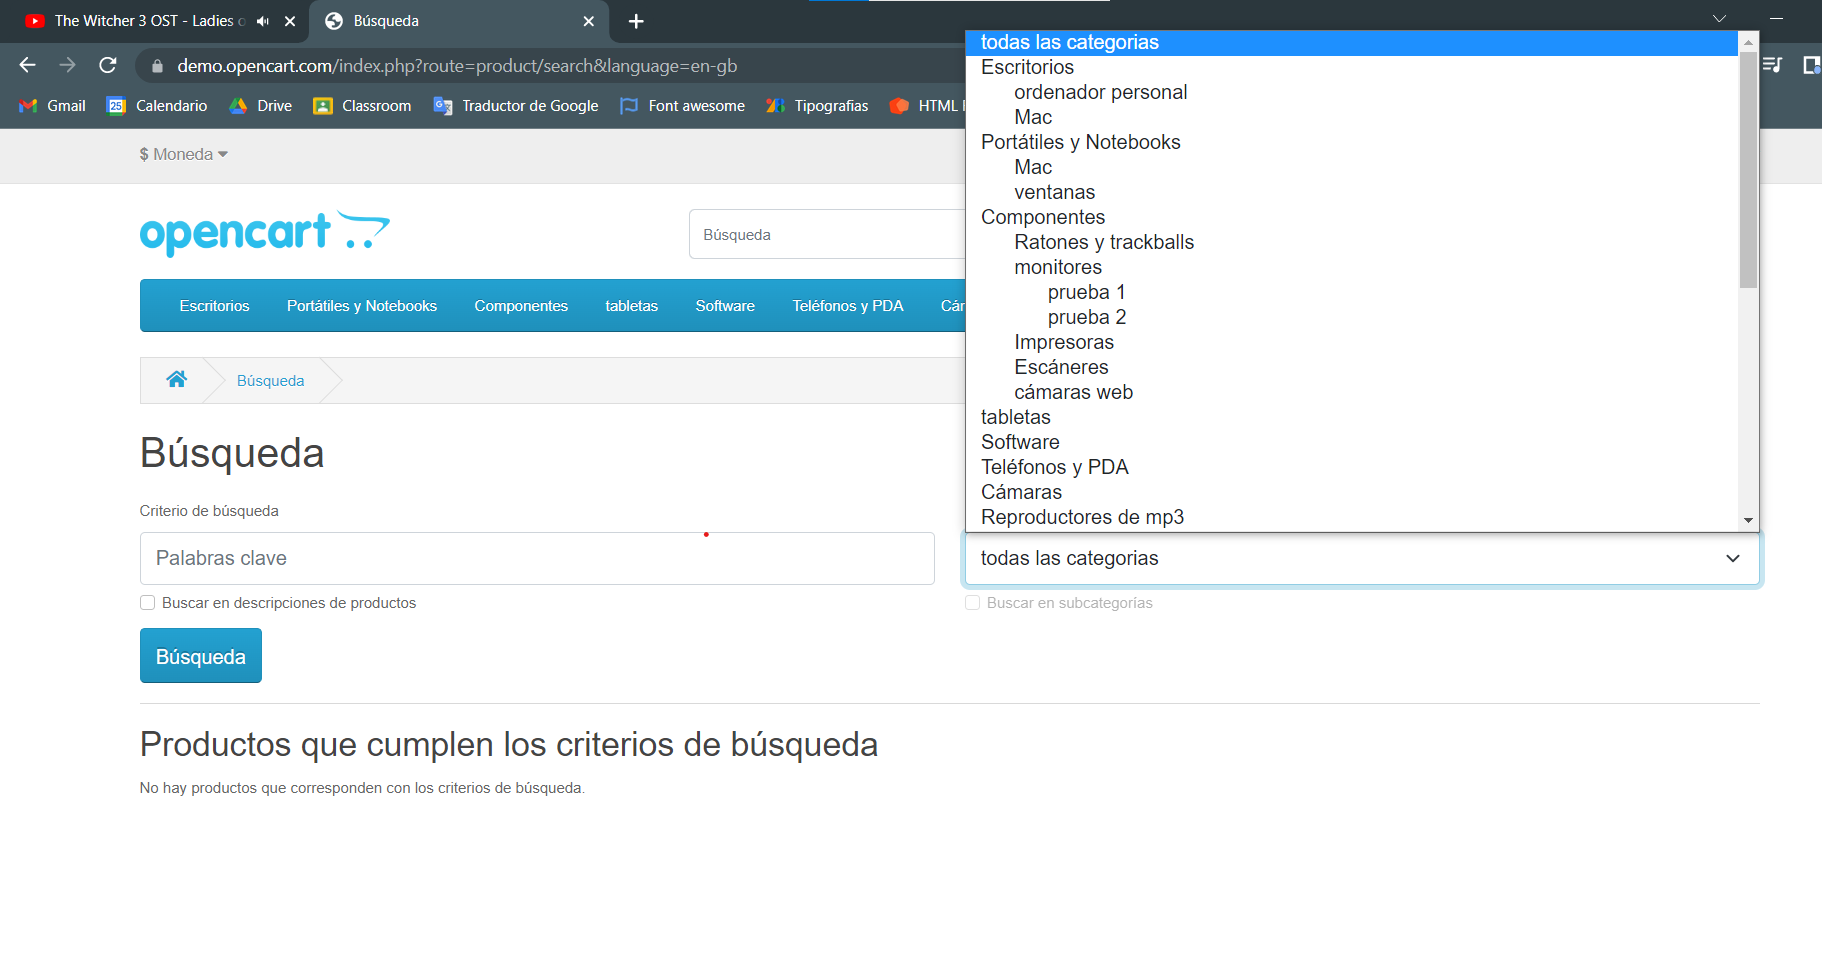 The Witcher 3 OST - Ladies
Búsqueda
demo.opencart.com/index.php?route=product/search&language=en-gb
Gmail
25
Calendario
Drive
Classroom
Traductor de Google
Font awesome
Tipografias
HTML
$ Moneda
opencart
Búsqueda
Escritorios
Portátiles y Notebooks
Componentes
tabletas
Software
Teléfonos y PDA
Búsqueda
Búsqueda
Criterio de búsqueda
Palabras clave
Buscar en descripciones de productos
Búsqueda
todas las categorias
Escritorios
ordenador personal
Mac
Portátiles y Notebooks
Mac
ventanas
Componentes
Ratones y trackballs
monitores
prueba 1
prueba 2
Impresoras
Escáneres
cámaras web
tabletas
Software
Teléfonos y PDA
Cámaras
Reproductores de mp3
todas las categorias
Buscar en subcategorías
Productos que cumplen los criterios de búsqueda
No hay productos que corresponden con los criterios de búsqueda.